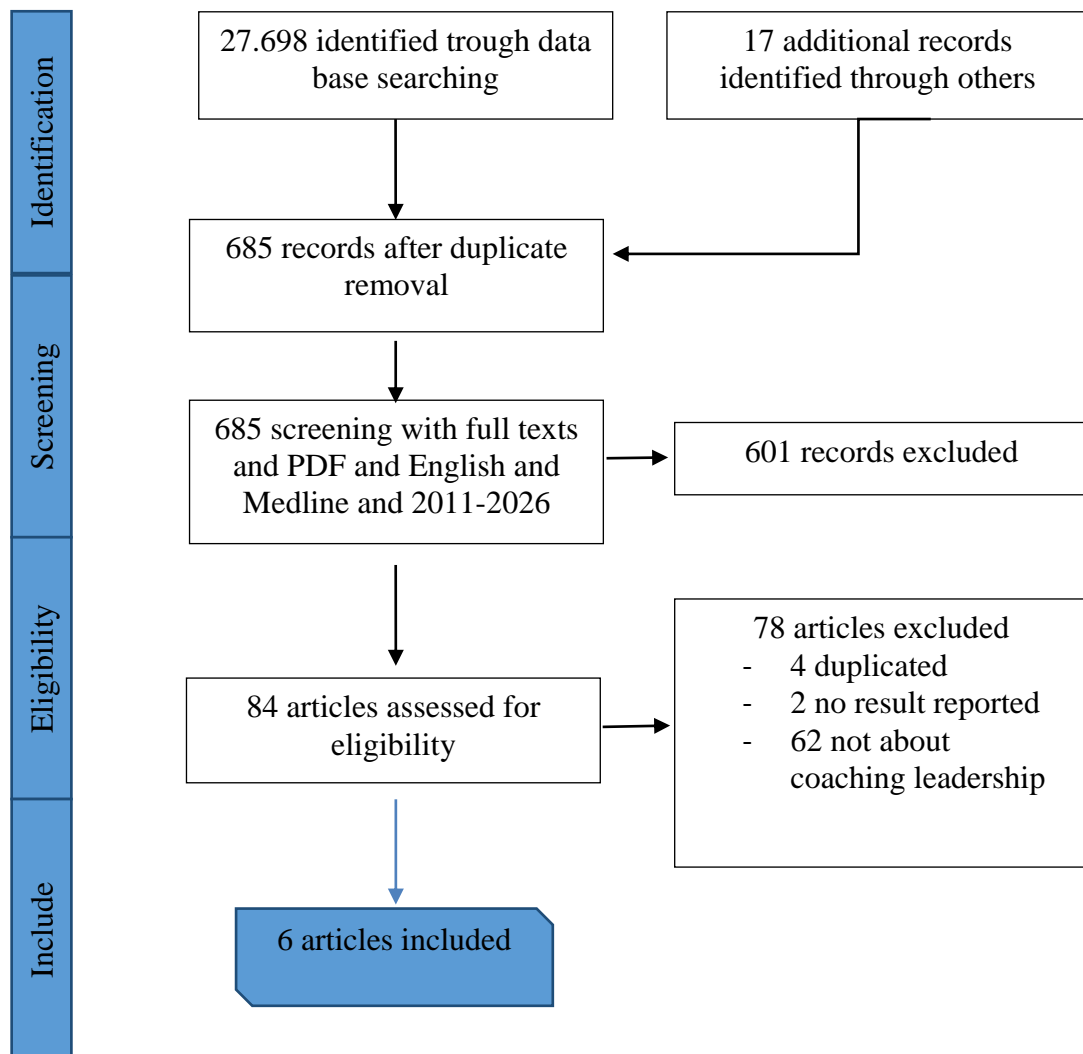 Identification
27.698 identified trough data
base searching
17 additional records
identified through others
685 records after duplicate
removal
Screening
685 screening with full texts
and PDF and English and
Medline and 2011-2026
601 records excluded
Eligibility
84 articles assessed for
eligibility
78 articles excluded
- 4 duplicated
- 2 no result reported
- 62 not about
coaching leadership
Include
6 articles included